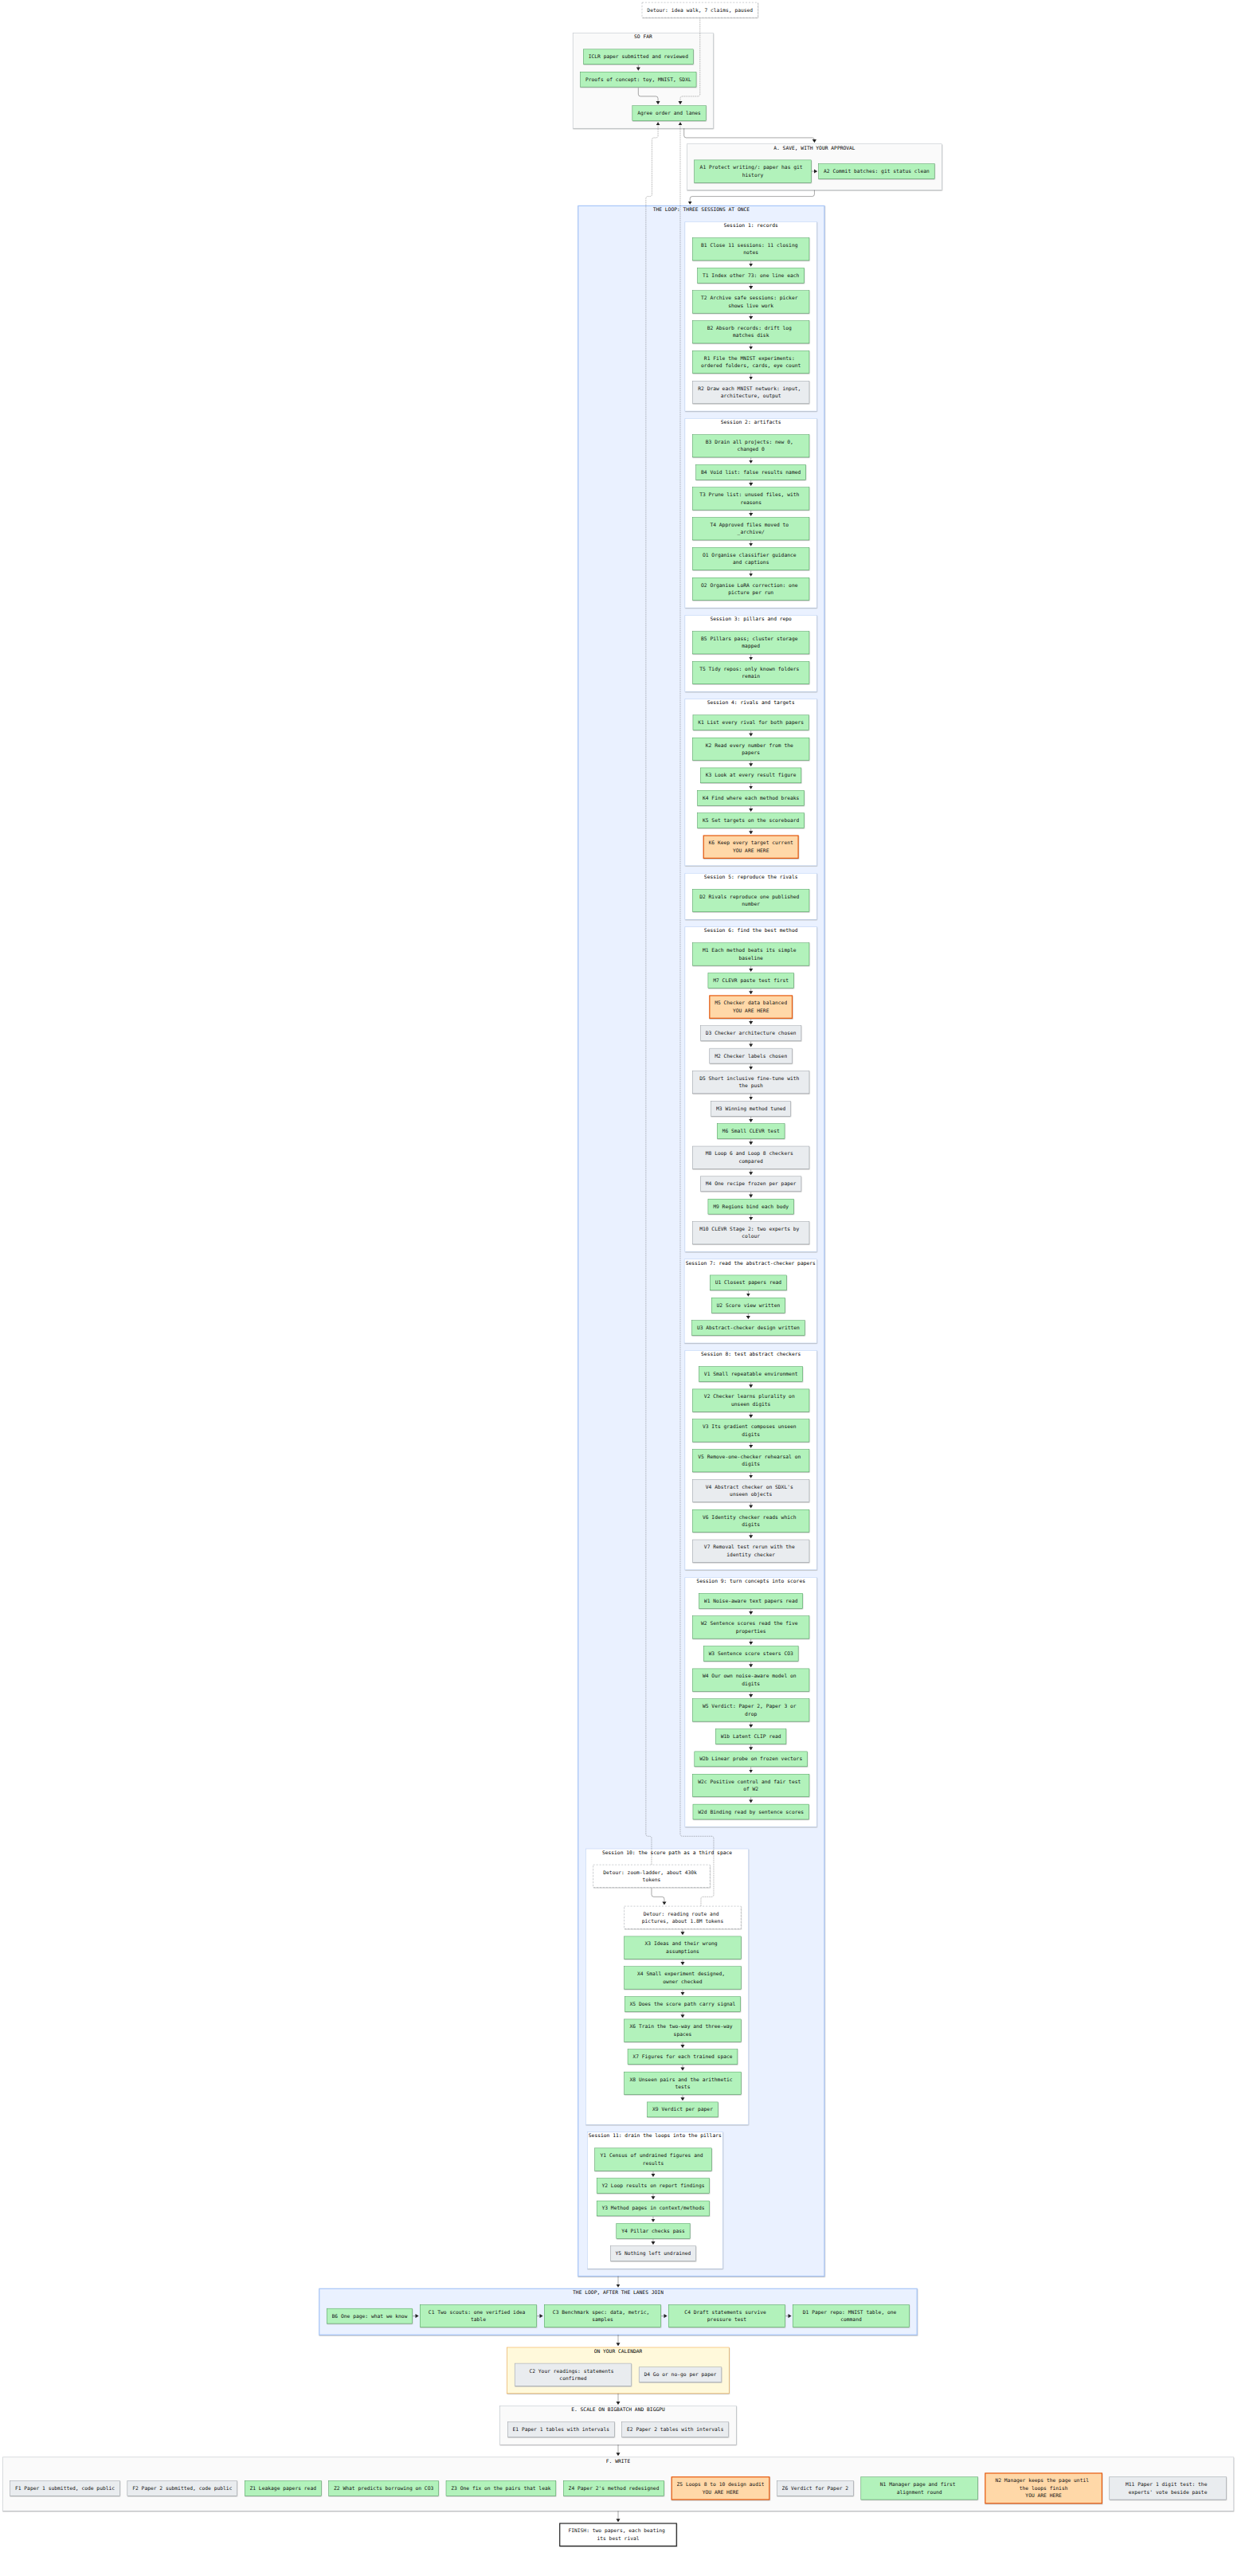 Detour: idea walk, 7 claims, paused
SO FAR
ICLR paper submitted and reviewed
Proofs of concept: toy, MNIST, SDXL
Agree order and lanes
A. SAVE, WITH YOUR APPROVAL
A1 Protect writing/: paper has git
history
A2 Commit batches: git status clean
THE LOOP: THREE SESSIONS AT ONCE
Session 1: records
B1 Close 11 sessions: 11 closing
notes
T1 Index other 73: one line each
T2 Archive safe sessions: picker
shows live work
B2 Absorb records: drift log
matches disk
R1 File the MNIST experiments:
ordered folders, cards, eye count
R2 Draw each MNIST network: input,
architecture, output
Session 2: artifacts
B3 Drain all projects: new 0,
changed 0
B4 Void list: false results named
T3 Prune list: unused files, with
reasons
T4 Approved files moved to
_archive/
O1 Organise classifier guidance
and captions
O2 Organise LoRA correction: one
picture per run
Session 3: pillars and repo
B5 Pillars pass; cluster storage
mapped
T5 Tidy repos: only known folders
remain
Session 4: rivals and targets
K1 List every rival for both papers
K2 Read every number from the
papers
K3 Look at every result figure
K4 Find where each method breaks
K5 Set targets on the scoreboard
K6 Keep every target current
YOU ARE HERE
Session 5: reproduce the rivals
D2 Rivals reproduce one published
number
Session 6: find the best method
M1 Each method beats its simple
baseline
M7 CLEVR paste test first
M5 Checker data balanced
YOU ARE HERE
D3 Checker architecture chosen
M2 Checker labels chosen
D5 Short inclusive fine-tune with
the push
M3 Winning method tuned
M6 Small CLEVR test
M8 Loop 6 and Loop 8 checkers
compared
M4 One recipe frozen per paper
M9 Regions bind each body
M10 CLEVR Stage 2: two experts by
colour
Session 7: read the abstract-checker papers
U1 Closest papers read
U2 Score view written
U3 Abstract-checker design written
Session 8: test abstract checkers
V1 Small repeatable environment
V2 Checker learns plurality on
unseen digits
V3 Its gradient composes unseen
digits
V5 Remove-one-checker rehearsal on
digits
V4 Abstract checker on SDXL's
unseen objects
V6 Identity checker reads which
digits
V7 Removal test rerun with the
identity checker
Session 9: turn concepts into scores
W1 Noise-aware text papers read
W2 Sentence scores read the five
properties
W3 Sentence score steers CO3
W4 Our own noise-aware model on
digits
W5 Verdict: Paper 2, Paper 3 or
drop
W1b Latent CLIP read
W2b Linear probe on frozen vectors
W2c Positive control and fair test
of W2
W2d Binding read by sentence scores
Session 10: the score path as a third space
Detour: zoom-ladder, about 430k
tokens
Detour: reading route and
pictures, about 1.8M tokens
X3 Ideas and their wrong
assumptions
X4 Small experiment designed,
owner checked
X5 Does the score path carry signal
X6 Train the two-way and three-way
spaces
X7 Figures for each trained space
X8 Unseen pairs and the arithmetic
tests
X9 Verdict per paper
Session 11: drain the loops into the pillars
Y1 Census of undrained figures and
results
Y2 Loop results on report findings
Y3 Method pages in context/methods
Y4 Pillar checks pass
Y5 Nothing left undrained
THE LOOP, AFTER THE LANES JOIN
B6 One page: what we know
C1 Two scouts: one verified idea
table
C3 Benchmark spec: data, metric,
samples
C4 Draft statements survive
pressure test
D1 Paper repo: MNIST table, one
command
ON YOUR CALENDAR
C2 Your readings: statements
confirmed
D4 Go or no-go per paper
E. SCALE ON BIGBATCH AND BIGGPU
E1 Paper 1 tables with intervals
E2 Paper 2 tables with intervals
F. WRITE
F1 Paper 1 submitted, code public
F2 Paper 2 submitted, code public
Z1 Leakage papers read
Z2 What predicts borrowing on CO3
Z3 One fix on the pairs that leak
Z4 Paper 2's method redesigned
Z5 Loops 8 to 10 design audit
YOU ARE HERE
Z6 Verdict for Paper 2
N1 Manager page and first
alignment round
N2 Manager keeps the page until
the loops finish
YOU ARE HERE
M11 Paper 1 digit test: the
experts' vote beside paste
FINISH: two papers, each beating
its best rival